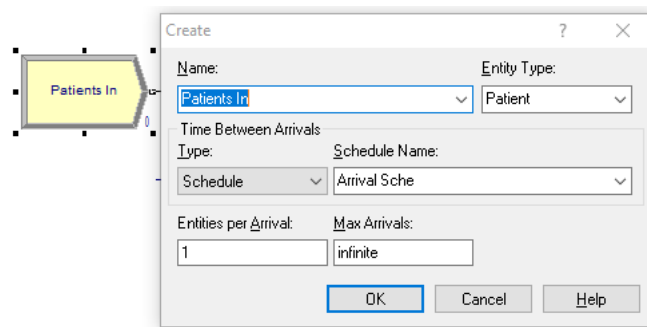 Create
? ×
Name:
Entity Type:
Patients In
Patients In
Patient
0
Time Between Arrivals
Type:
Schedule Name:
Schedule
Arrival Sche
Entities per Arrival:
Max Arrivals:
1
infinite
OK
Cancel
Help